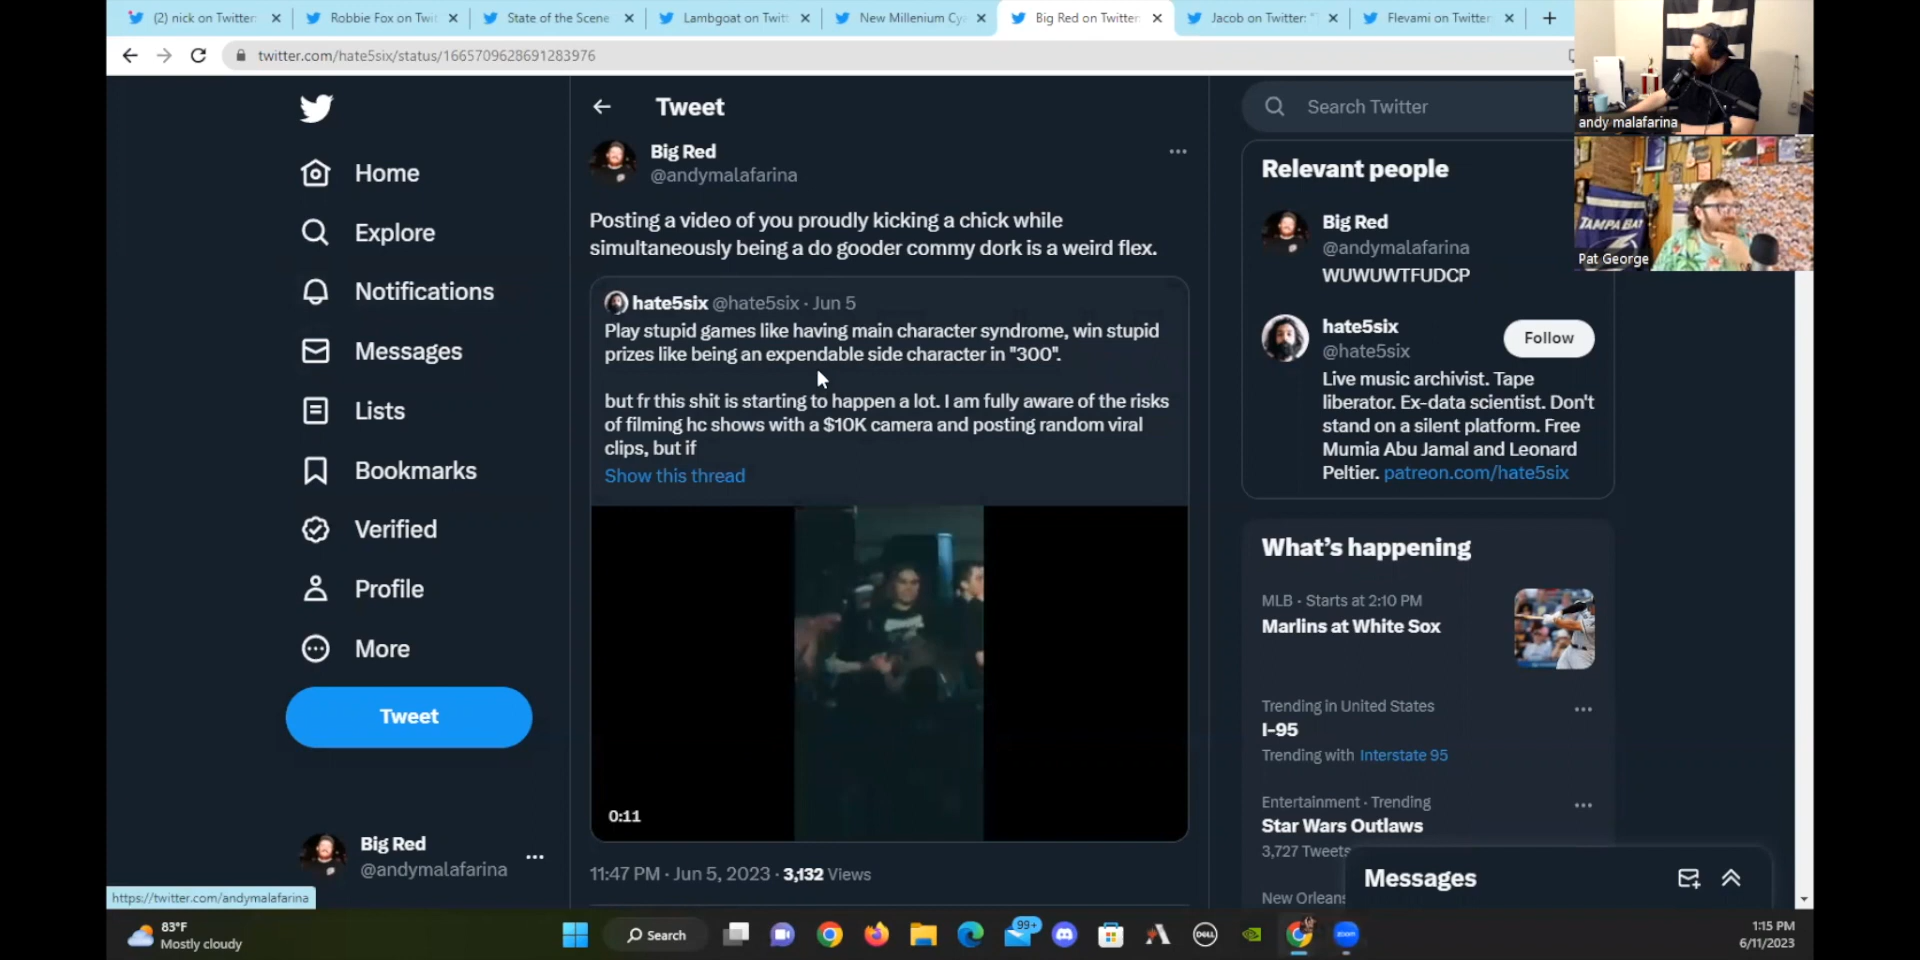 (2) nick on Twitter:
Robbie Fox on Twi
State of the Scene
Lambgoat on Twitt
New Millenium Cy
Big Red on Twitter:
Jacob on Twitter: "
Flevami on Twitter
twitter.com/hate5six/status/1665709628691283976
Home
Explore
Notifications
Messages
Lists
Bookmarks
Verified
Profile
More
Tweet
Big Red
@andymalafarina
https://twitter.com/andymalafarina
Tweet
Big Red
@andymalafarina
Posting a video of you proudly kicking a chick while
simultaneously being a do gooder commy dork is a weird flex.
hate5six @hate5six · Jun 5
Play stupid games like having main character syndrome, win stupid
prizes like being an expendable side character in "300".
but fr this shit is starting to happen a lot. I am fully aware of the risks
of filming hc shows with a $10K camera and posting random viral
clips, but if
Show this thread
0:11
11:47 PM · Jun 5, 2023 · 3,132 Views
Search Twitter
Relevant people
Big Red
@andymalafarina
WUWUWTFUDCP
hate5six
@hate5six
Follow
Live music archivist. Tape
liberator. Ex-data scientist. Don't
stand on a silent platform. Free
Mumia Abu Jamal and Leonard
Peltier. patreon.com/hate5six
What's happening
MLB · Starts at 2:10 PM
Marlins at White Sox
Trending in United States
I-95
Trending with Interstate 95
Entertainment · Trending
Star Wars Outlaws
3,727 Tweets
New Orleans
Messages
andy malafarina
TAMPA BAY
Pat George
83°F
Mostly cloudy
Search
99+
DELL
zoom
1:15 PM
6/11/2023